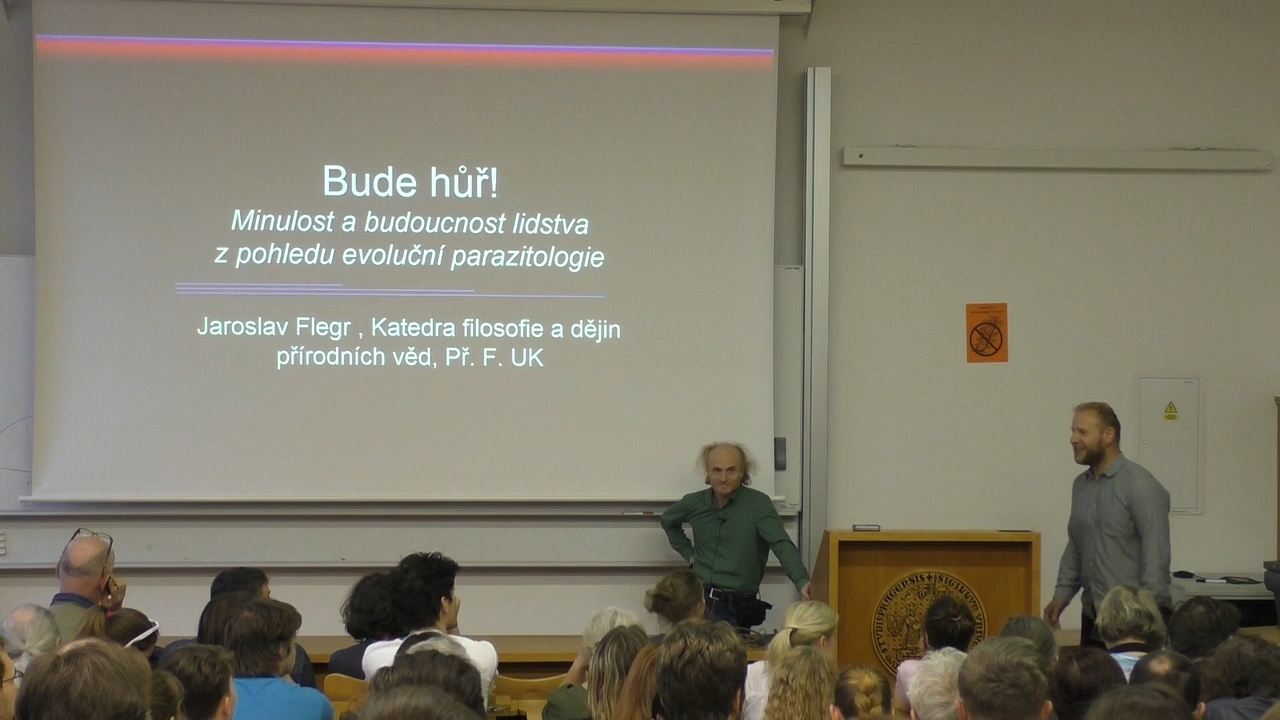 Bude hůř!
Minulost a budoucnost lidstva
z pohledu evoluční parazitologie
Jaroslav Flegr , Katedra filosofie a dějin
přírodních věd, Př. F. UK